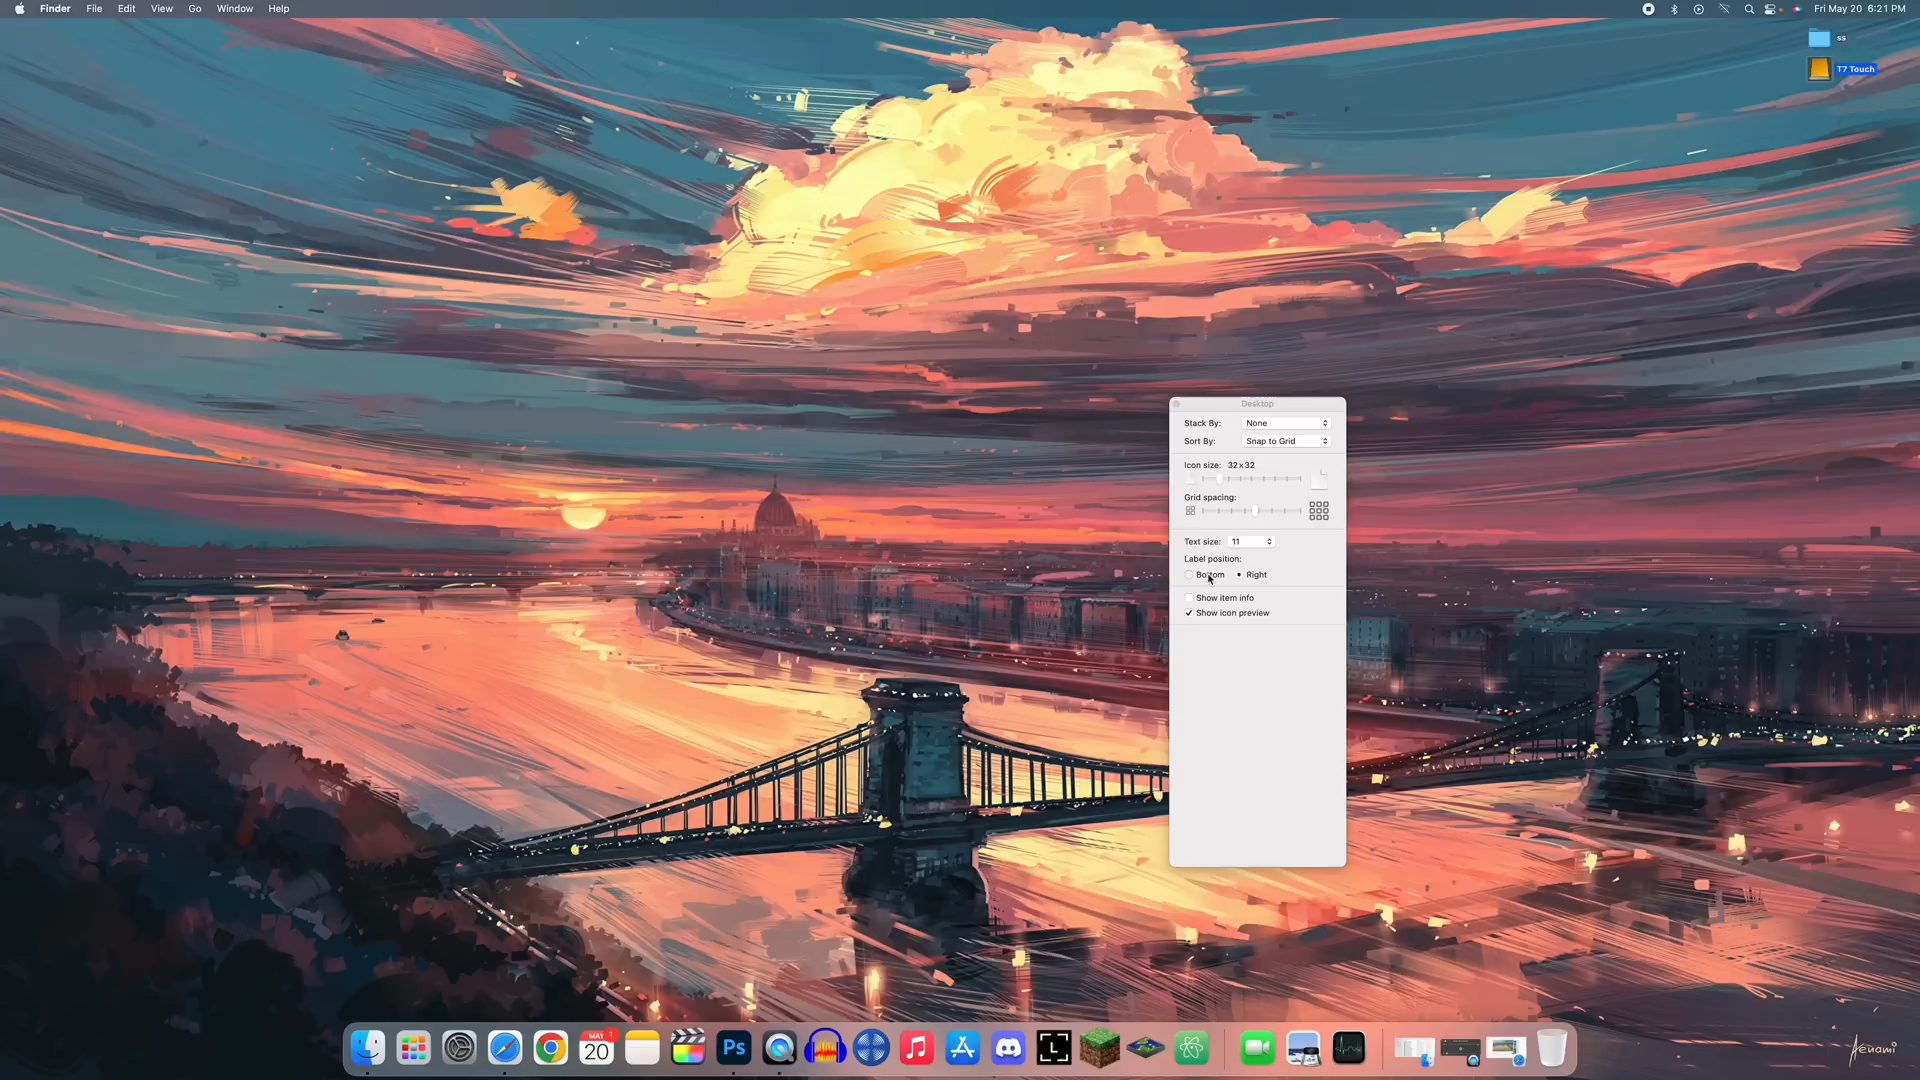 Finder File Edit View Go Window Help
Fri May 20 6:21 PM
ss
T7 Touch
Desktop
Stack By: None
Sort By: Snap to Grid
Icon size: 32×32
Grid spacing:
Text size: 11
Label position:
Bottom Right
Show item info
Show icon preview
MAY 1
20
Ps
L
Aenami